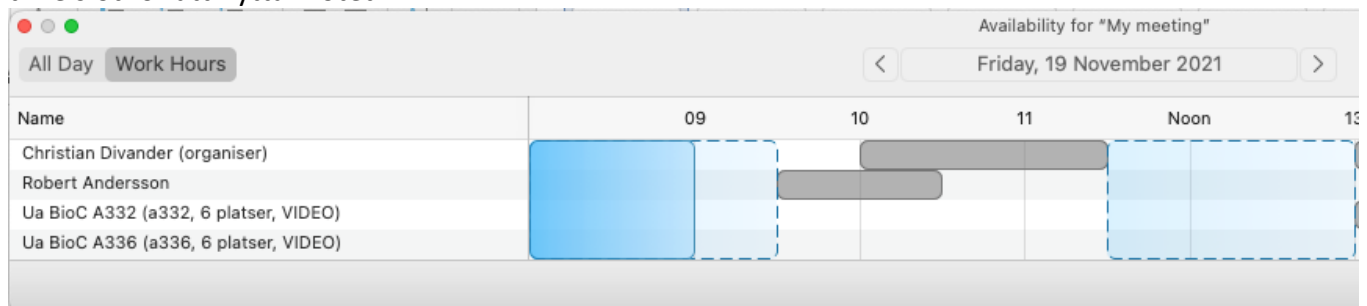 Availability for "My meeting"
All Day Work Hours < Friday, 19 November 2021 >
Name 09 10 11 Noon 13
Christian Divander (organiser)
Robert Andersson
Ua BioC A332 (a332, 6 platser, VIDEO)
Ua BioC A336 (a336, 6 platser, VIDEO)